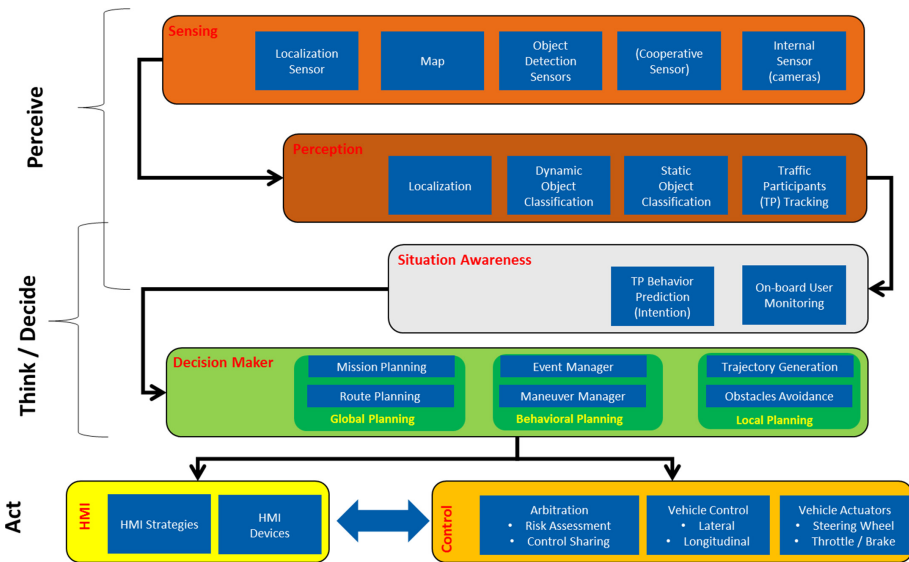 Perceive
Sensing
Localization
Sensor
Map
Object
Detection
Sensors
(Cooperative
Sensor)
Internal
Sensor
(cameras)
Perception
Localization
Dynamic
Object
Classification
Static
Object
Classification
Traffic
Participants
(TP) Tracking
Think / Decide
Situation Awareness
TP Behavior
Prediction
(Intention)
On-board User
Monitoring
Decision Maker
Mission Planning
Route Planning
Global Planning
Event Manager
Maneuver Manager
Behavioral Planning
Trajectory Generation
Obstacles Avoidance
Local Planning
Act
HMI
HMI Strategies
HMI
Devices
Control
Arbitration
• Risk Assessment
• Control Sharing
Vehicle Control
• Lateral
• Longitudinal
Vehicle Actuators
• Steering Wheel
• Throttle / Brake